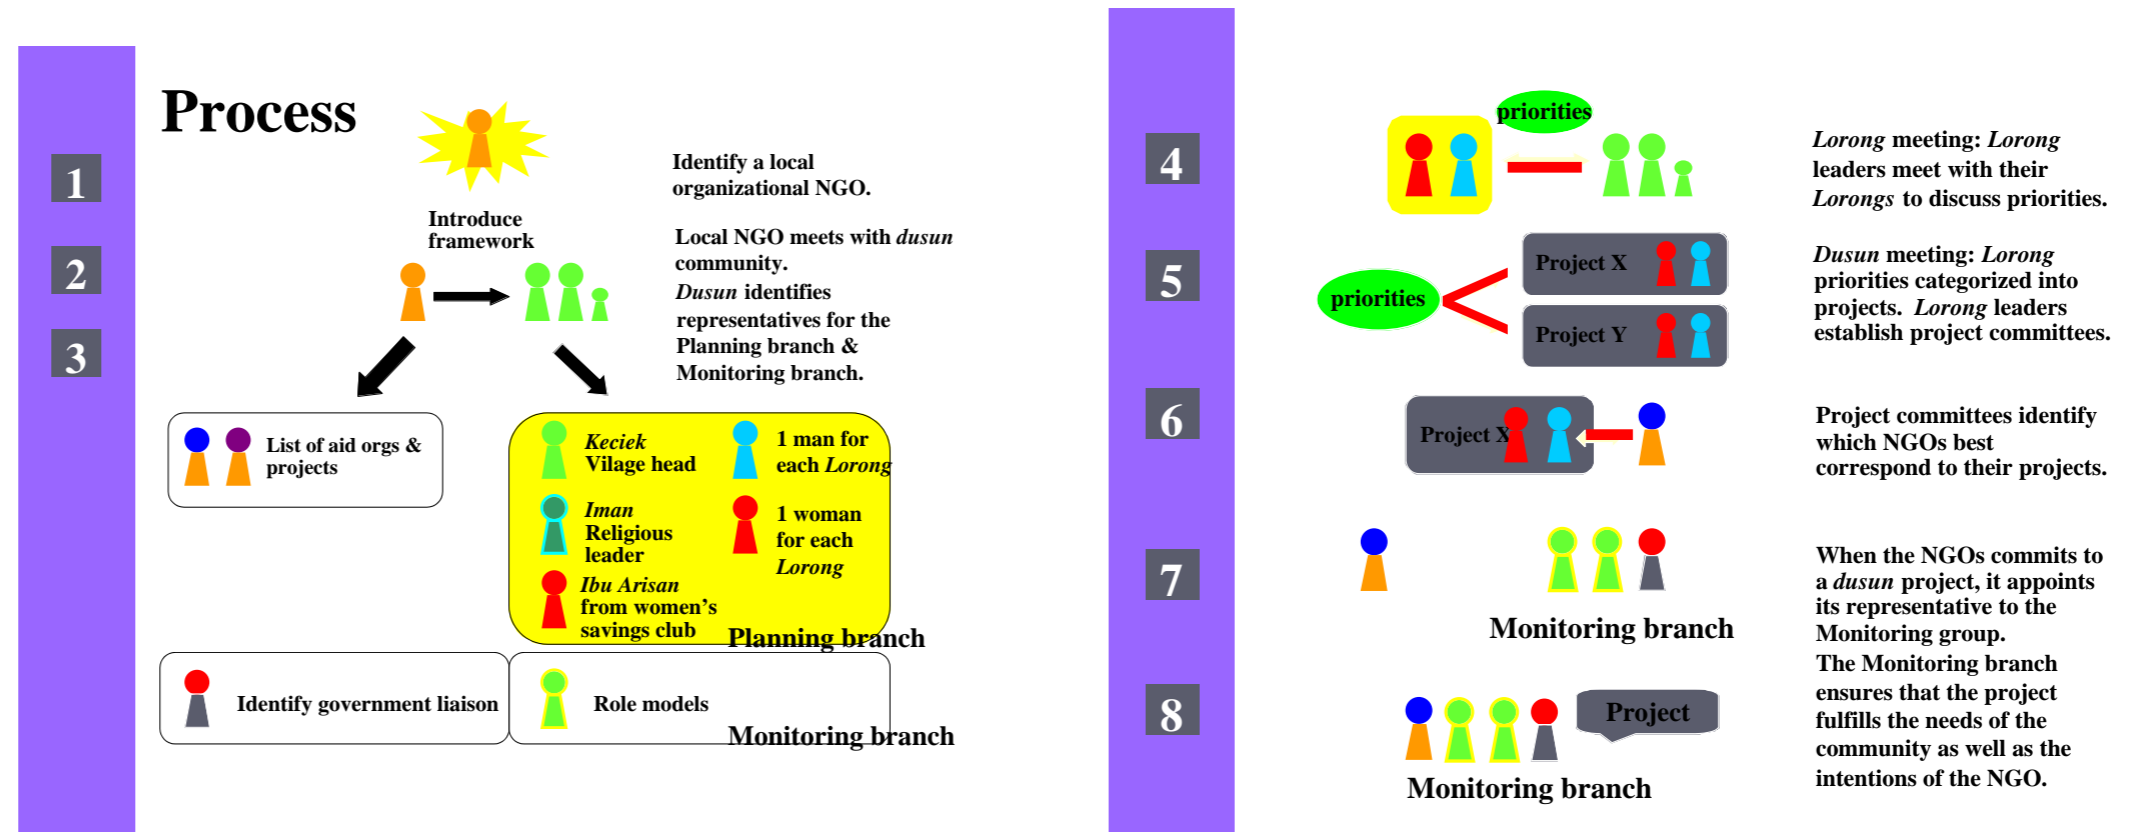 Process
1
Identify a local
organizational NGO.
Introduce
framework
2
Local NGO meets with dusun
community.
3
Dusun identifies
representatives for the
Planning branch &
Monitoring branch.
List of aid orgs &
projects
Keciek
Vilage head
1 man for
each Lorong
Iman
Religious
leader
1 woman
for each
Lorong
Ibu Arisan
from women's
savings club
Planning branch
Identify government liaison
Role models
Monitoring branch
4
priorities
Lorong meeting: Lorong
leaders meet with their
Lorongs to discuss priorities.
5
priorities
Project X
Project Y
Dusun meeting: Lorong
priorities categorized into
projects. Lorong leaders
establish project committees.
6
Project X
Project committees identify
which NGOs best
correspond to their projects.
7
Monitoring branch
When the NGOs commits to
a dusun project, it appoints
its representative to the
Monitoring group.
8
Project
Monitoring branch
The Monitoring branch
ensures that the project
fulfills the needs of the
community as well as the
intentions of the NGO.